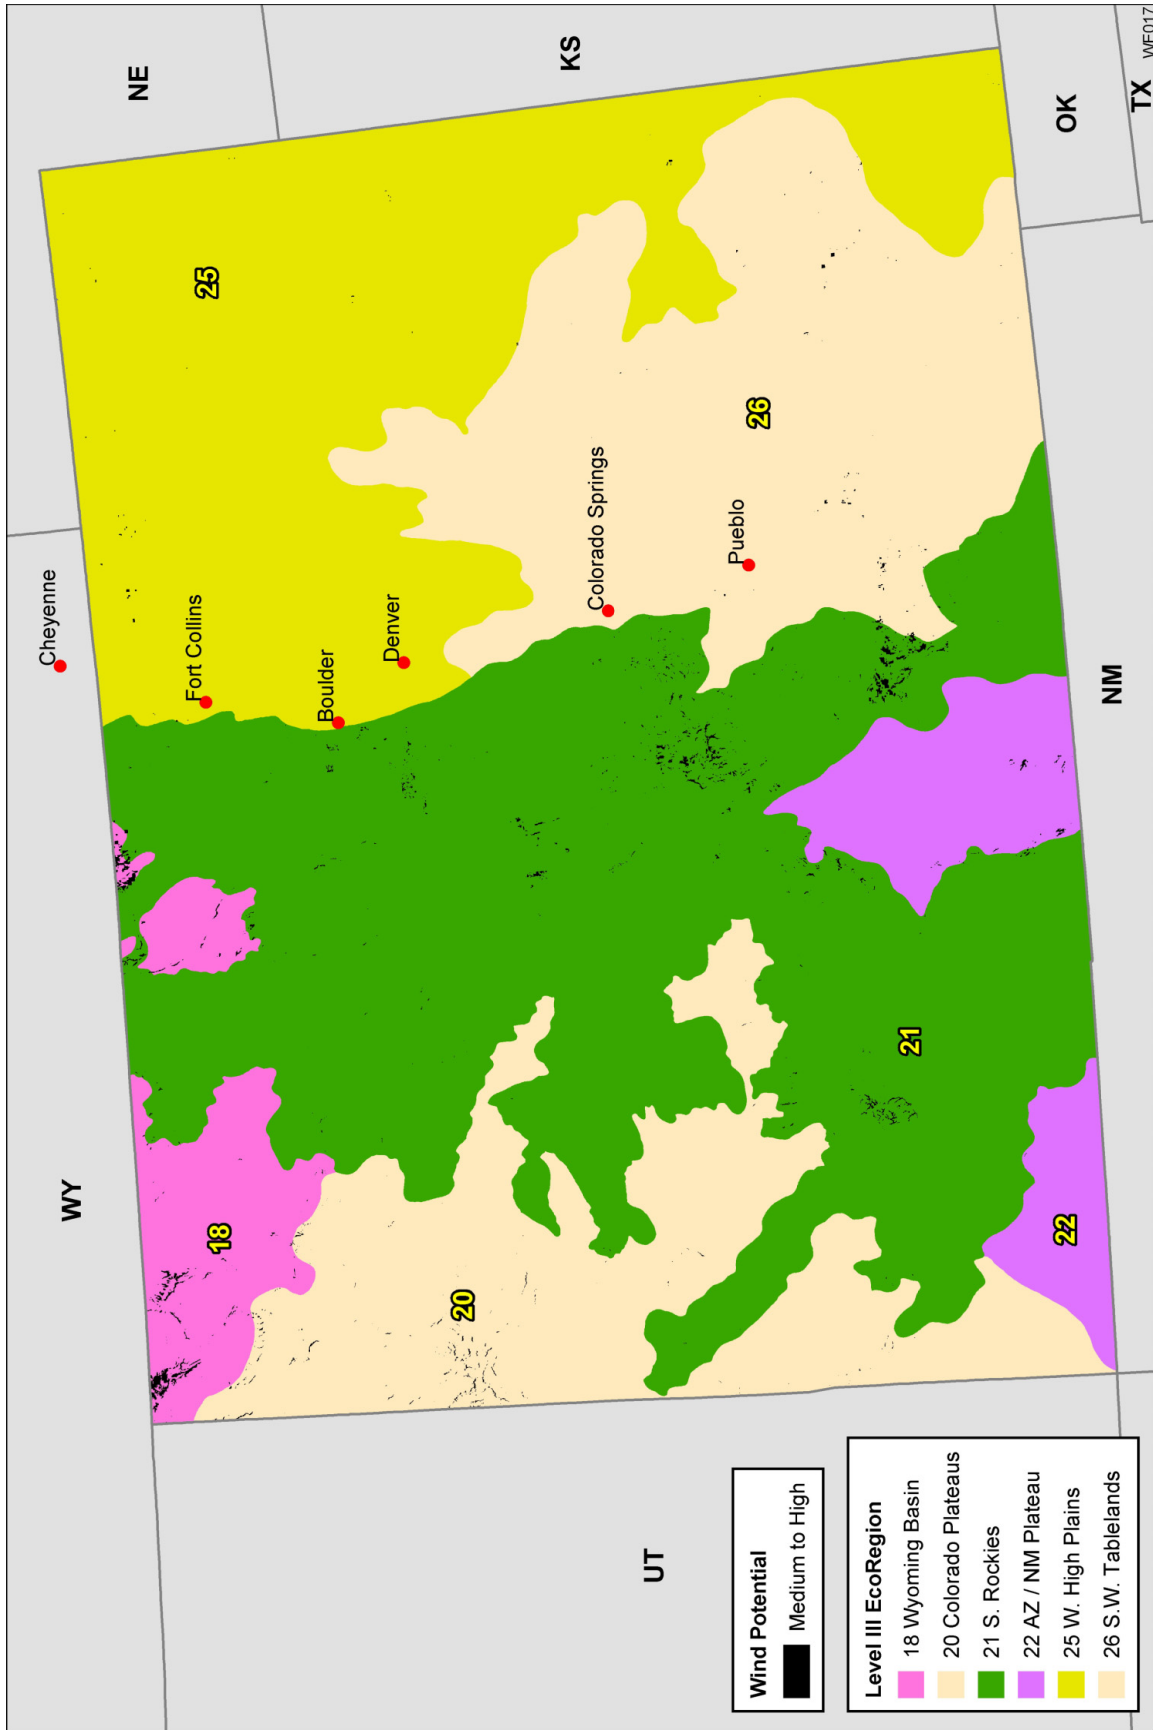 WY
NE
Cheyenne
18
Fort Collins
25
Boulder
Denver
KS
20
UT
Colorado Springs
Pueblo
26
21
22
NM
OK
TX
Wind Potential
Medium to High
Level III EcoRegion
18 Wyoming Basin
20 Colorado Plateaus
21 S. Rockies
22 AZ / NM Plateau
25 W. High Plains
26 S.W. Tablelands
WF017